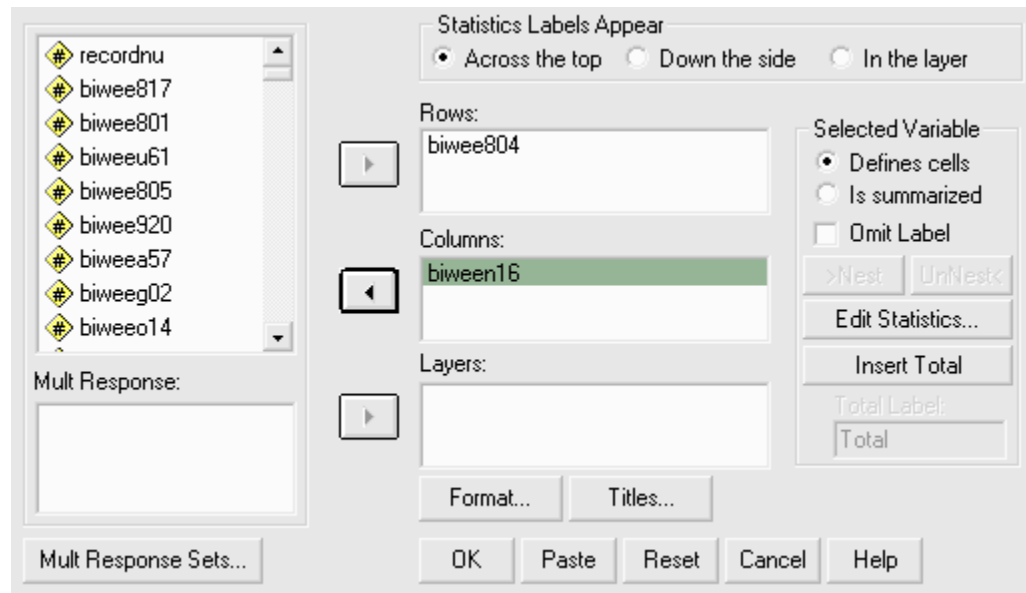 recordnu
biwee817
biwee801
biweeu61
biwee805
biwee920
biweea57
biweeg02
biweeo14
Mult Response:
Mult Response Sets...
Statistics Labels Appear
Across the top Down the side In the layer
Rows:
biwee804
Columns:
biween16
Layers:
Format... Titles...
Selected Variable
Defines cells
Is summarized
Omit Label
>Nest UnNest<
Edit Statistics...
Insert Total
Total Label:
Total
OK Paste Reset Cancel Help